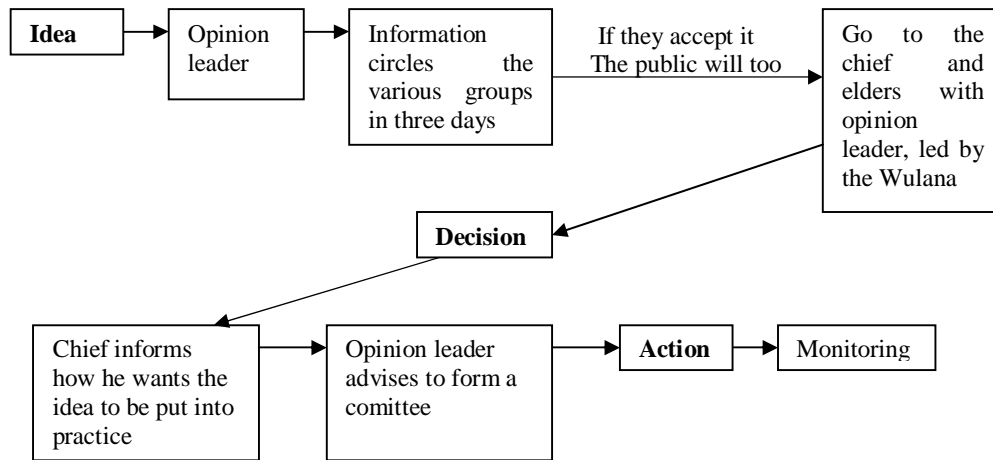 Idea
Opinion
leader
Information
circles the
various groups
in three days
If they accept it
The public will too
Go to the
chief and
elders with
opinion
leader, led by
the Wulana
Decision
Chief informs
how he wants the
idea to be put into
practice
Opinion leader
advises to form a
comittee
Action
Monitoring